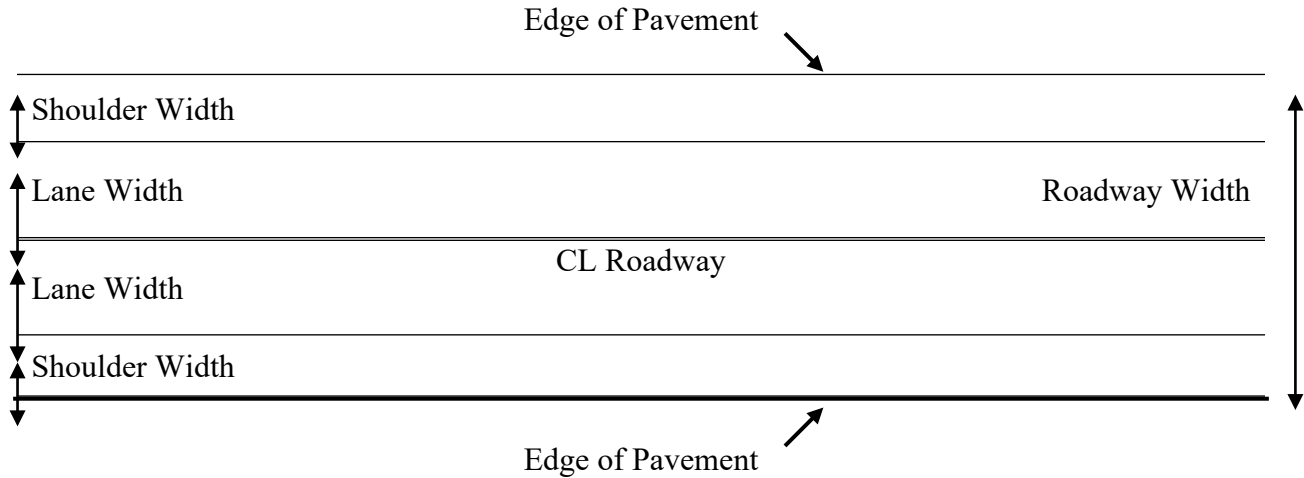 Edge of Pavement
Shoulder Width
Lane Width
Roadway Width
CL Roadway
Lane Width
Shoulder Width
Edge of Pavement